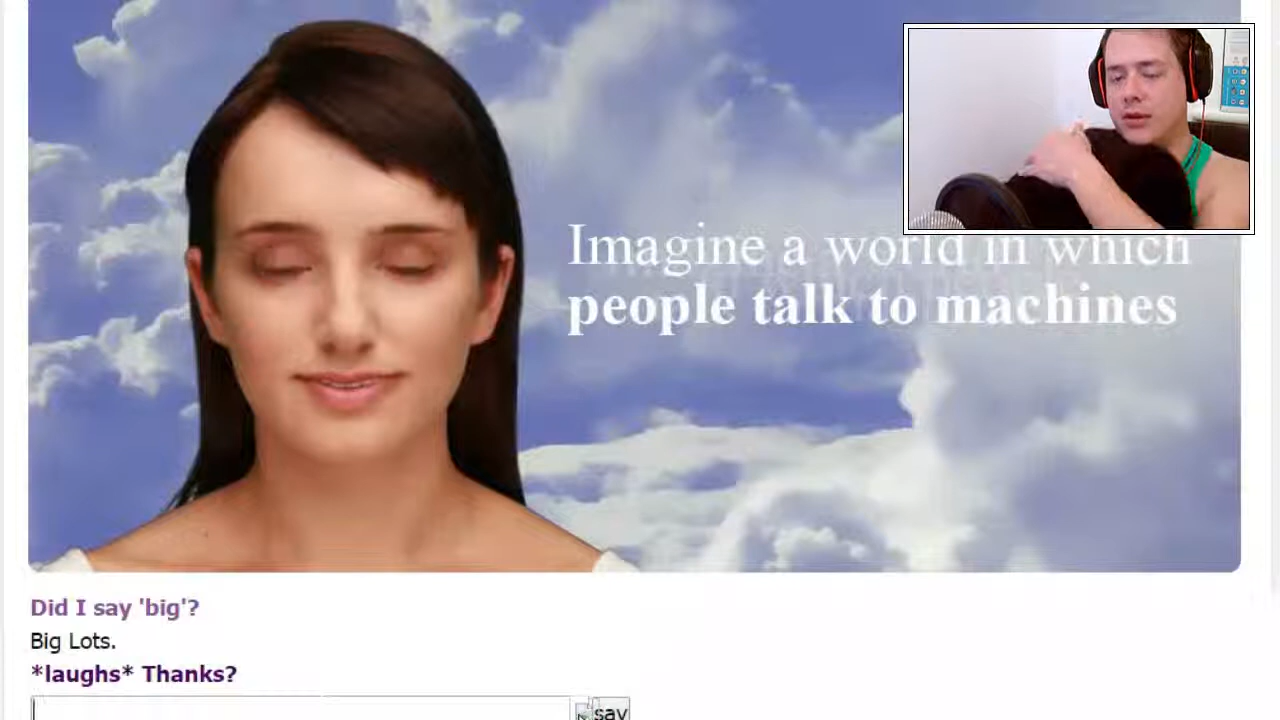 Imagine a world in which
people talk to machines
Did I say 'big'?
Big Lots.
*laughs* Thanks?
say